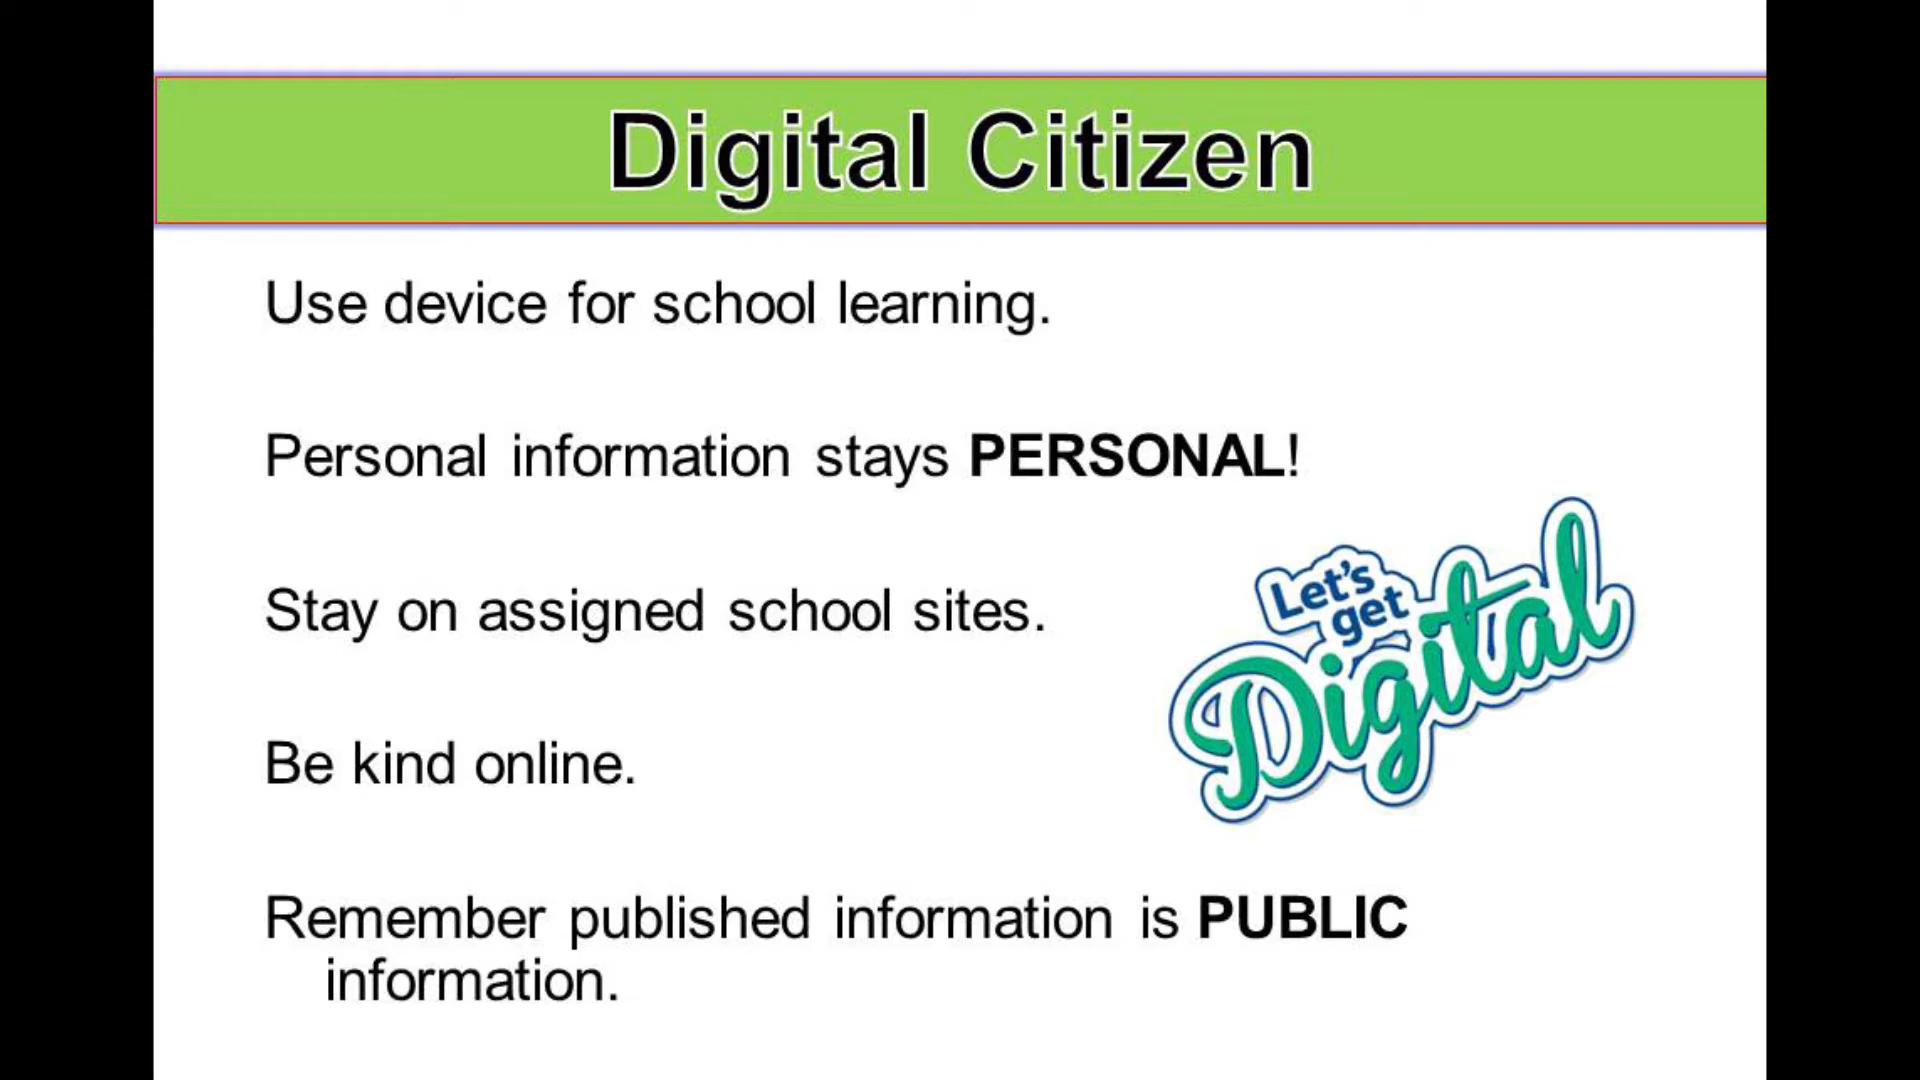 Digital Citizen
Use device for school learning.
Personal information stays PERSONAL!
Let's
get
Digital
Stay on assigned school sites.
Be kind online.
Remember published information is PUBLIC
information.